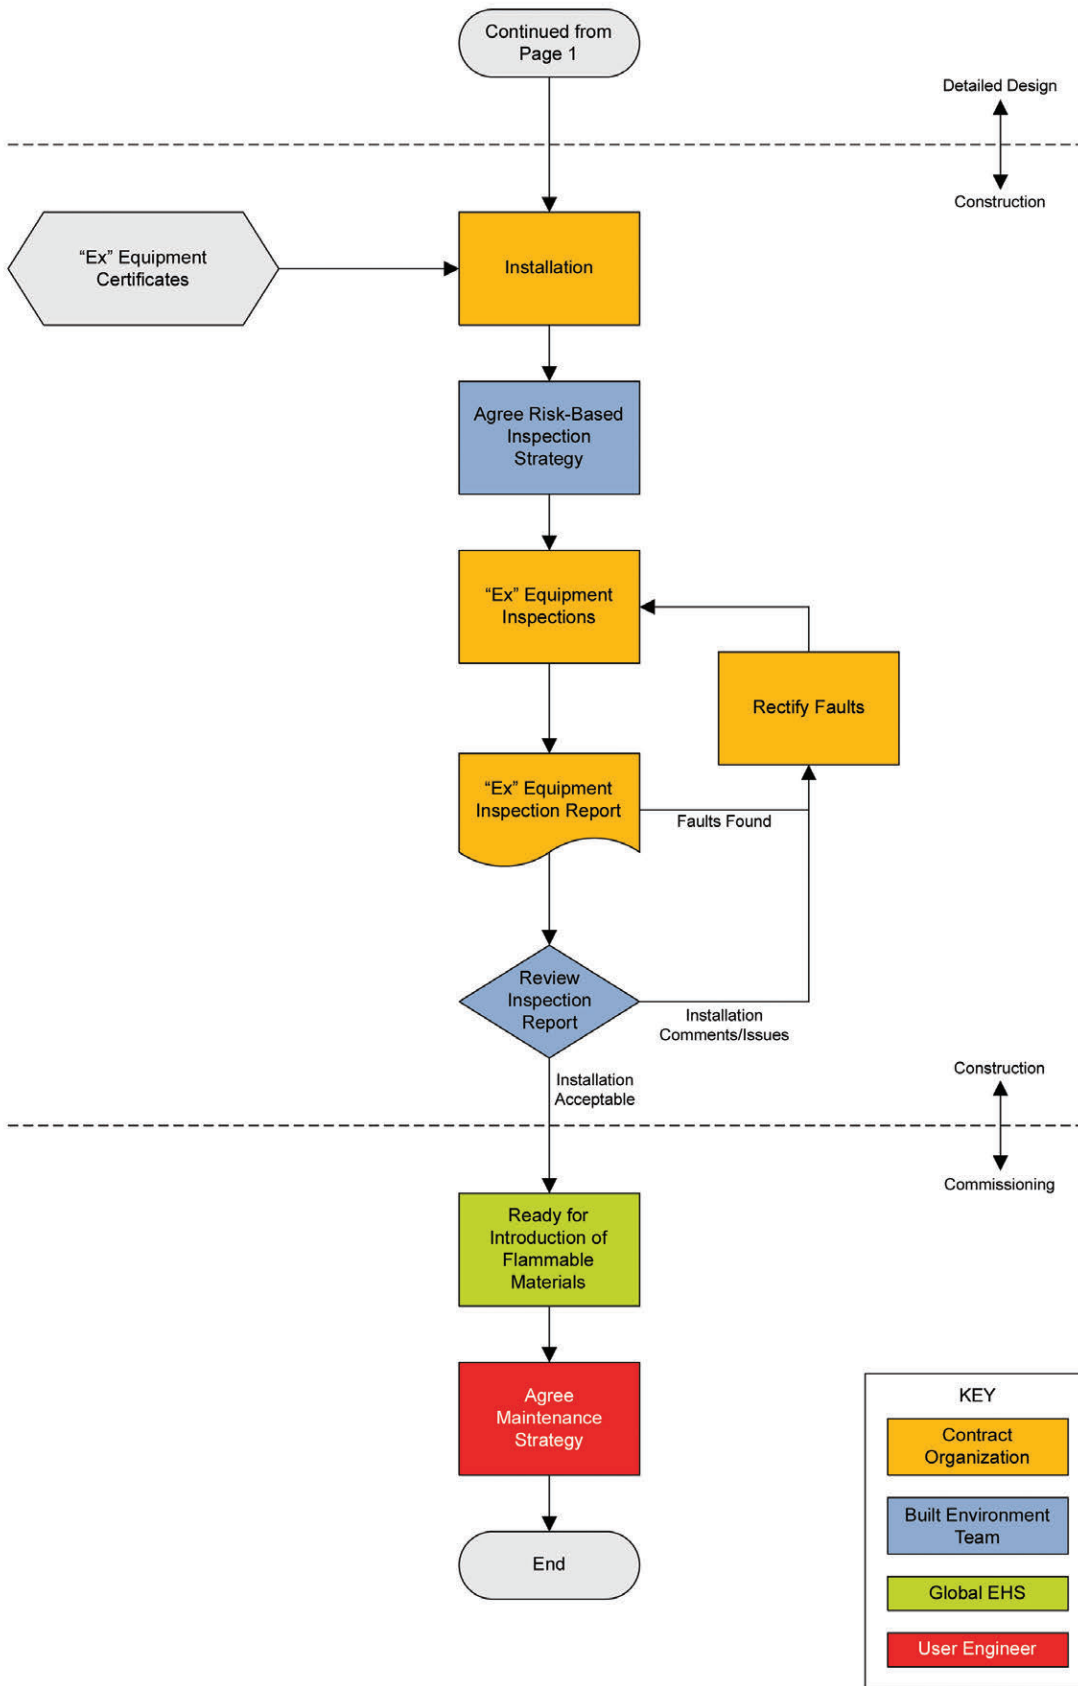 Continued from
Page 1
Detailed Design
Construction
“Ex” Equipment
Certificates
Installation
Agree Risk-Based
Inspection
Strategy
“Ex” Equipment
Inspections
Rectify Faults
“Ex” Equipment
Inspection Report
Faults Found
Review
Inspection
Report
Installation
Comments/Issues
Installation
Acceptable
Construction
Commissioning
Ready for
Introduction of
Flammable
Materials
Agree
Maintenance
Strategy
End
KEY
Contract
Organization
Built Environment
Team
Global EHS
User Engineer